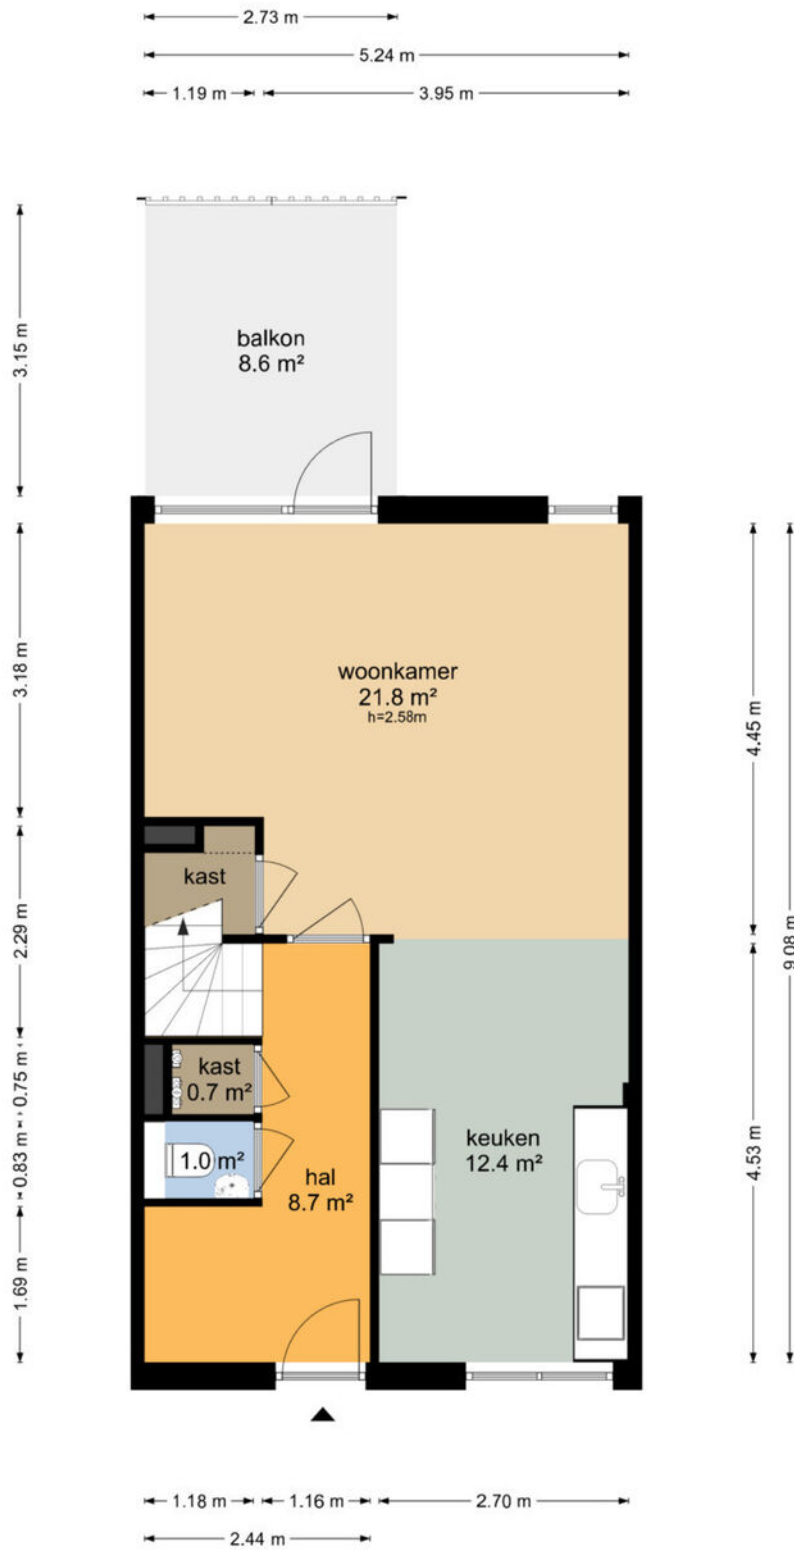 2.73 m
5.24 m
1.19 m
3.95 m
balkon
8.6 m²
3.15 m
woonkamer
21.8 m²
h=2.58m
3.18 m
4.45 m
kast
2.29 m
9.08 m
kast
0.7 m²
0.75 m
keuken
12.4 m²
4.53 m
1.0 m²
0.83 m
hal
8.7 m²
1.69 m
1.18 m
1.16 m
2.70 m
2.44 m